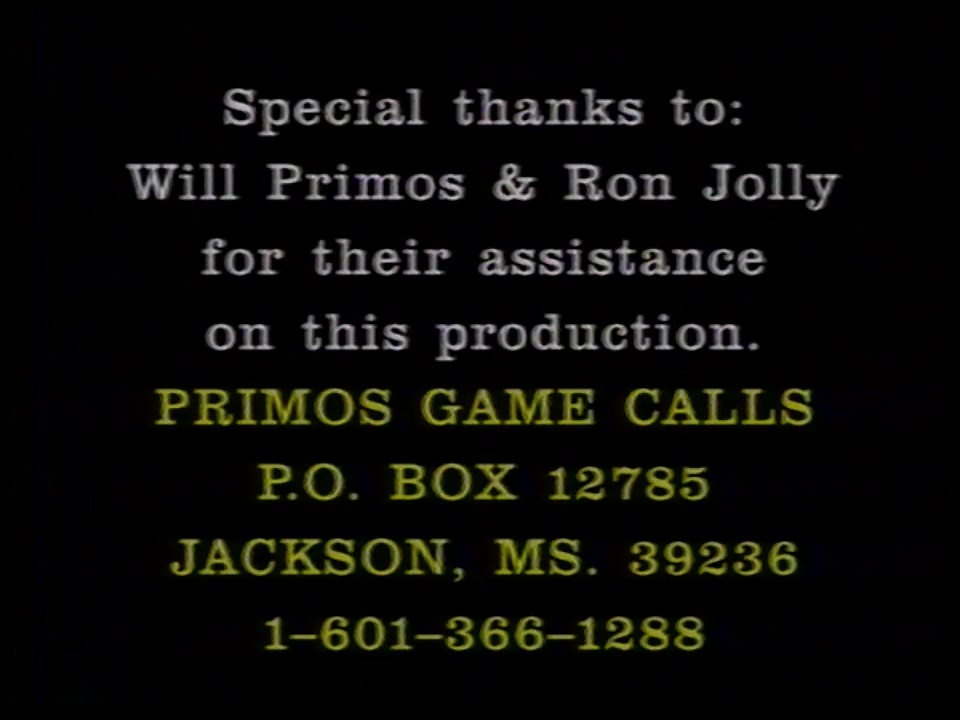 Special thanks to:
Will Primos & Ron Jolly
for their assistance
on this production.
PRIMOS GAME CALLS
P.O. BOX 12785
JACKSON, MS. 39236
1–601–366–1288